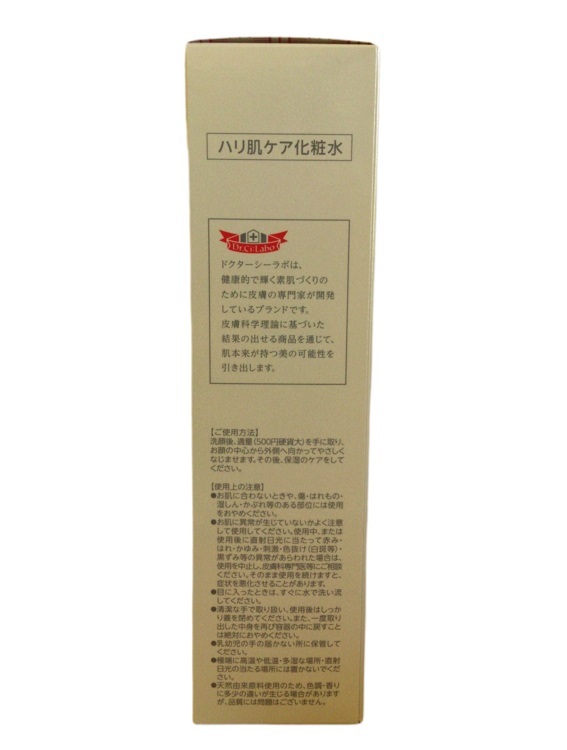 ハリ肌ケア化粧水
Dr.Ci:Labo
ドクターシーラボは、
健康的で輝く素肌づくりの
ために皮膚の専門家が開発
しているブランドです。
皮膚科学理論に基づいた
結果の出せる商品を通じて、
肌本来が持つ美の可能性を
引き出します。
【ご使用方法】
洗顔後、適量(500円硬貨大)を手に取り、
お顔の中心から外側へ向かってやさしく
なじませます。その後、保湿のケアをして
ください。
【使用上の注意】
●お肌に合わないときや、傷・はれもの・
湿しん・かぶれ等のある部位には使用
をおやめください。
●お肌に異常が生じていないかよく注意
して使用してください。使用中、または
使用後に直射日光に当たって赤み・
はれ・かゆみ・刺激・色抜け(白斑等)・
黒ずみ等の異常があらわれた場合は、
使用を中止し、皮膚科専門医等にご相談
ください。そのまま使用を続けますと、
症状を悪化させることがあります。
●目に入ったときは、すぐに水で洗い流
してください。
●清潔な手で取り扱い、使用後はしっか
り蓋を閉めてください。また、一度取り
出した中身を再び容器の中に戻すこと
は絶対におやめください。
●乳幼児の手の届かない所に保管して
ください。
●極端に高温や低温・多湿な場所・直射
日光の当たる場所には置かないでくだ
さい。
●天然由来原料使用のため、色調・香り
に多少の違いが生じる場合があります
が、品質には問題はございません。